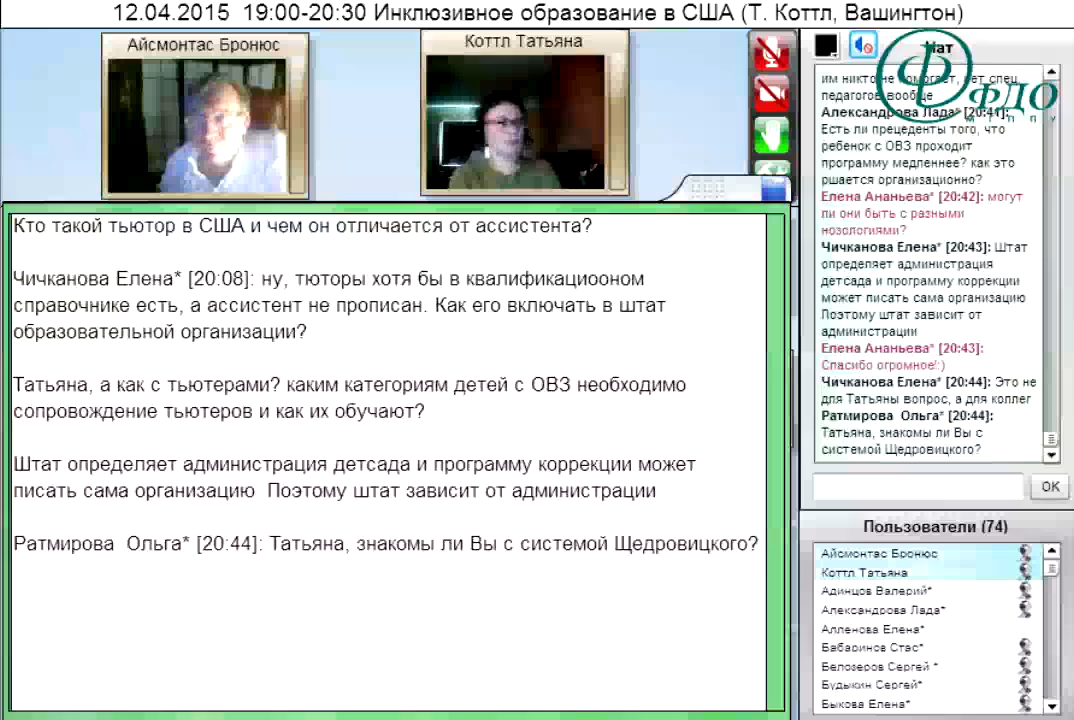 12.04.2015 19:00-20:30 Инклюзивное образование в США (Т. Коттл, Вашингтон)
Айсмонтас Бронюс
Коттл Татьяна
Кто такой тьютор в США и чем он отличается от ассистента?
Чичканова Елена* [20:08]: ну, тюторы хотя бы в квалификациооном
справочнике есть, а ассистент не прописан. Как его включать в штат
образовательной организации?
Татьяна, а как с тьютерами? каким категориям детей с ОВЗ необходимо
сопровождение тьютеров и как их обучают?
Штат определяет администрация детсада и программу коррекции может
писать сама организацию Поэтому штат зависит от администрации
Ратмирова Ольга* [20:44]: Татьяна, знакомы ли Вы с системой Щедровицкого?
Чат
ФДО
МГППУ
им никто не помогает, нет спец.
педагогов вообще
Александрова Лада* [20:41]:
Есть ли прецеденты того, что
ребенок с ОВЗ проходит
программу медленнее? как это
ршается организационно?
Елена Ананьева* [20:42]: могут
ли они быть с разными
нозологиями?
Чичканова Елена* [20:43]: Штат
определяет администрация
детсада и программу коррекции
может писать сама организацию
Поэтому штат зависит от
администрации
Елена Ананьева* [20:43]:
Спасибо огромное!:)
Чичканова Елена* [20:44]: Это не
для Татьяны вопрос, а для коллег
Ратмирова Ольга* [20:44]:
Татьяна, знакомы ли Вы с
системой Щедровицкого?
OK
Пользователи (74)
Айсмонтас Бронюс
Коттл Татьяна
Адинцов Валерий*
Александрова Лада*
Алленова Елена*
Бабаринов Стас*
Белозеров Сергей *
Будыкин Сергей*
Быкова Елена*